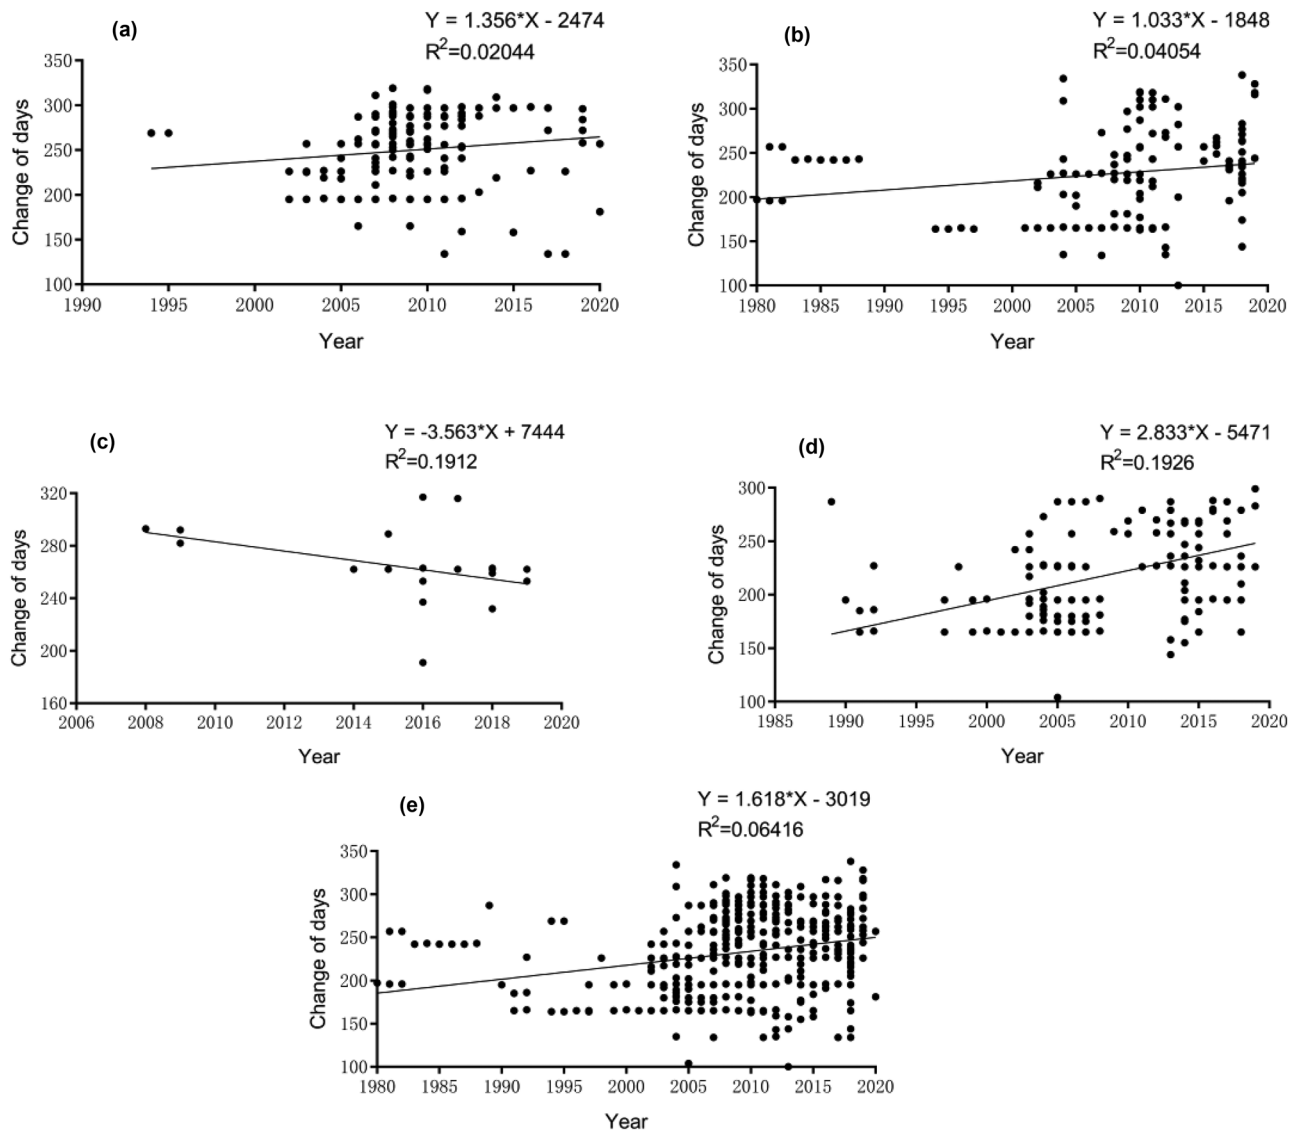 (a)
Y = 1.356*X - 2474
R2=0.02044
350
300
250
200
150
100
Change of days
1990 1995 2000 2005 2010 2015 2020
Year
(b)
Y = 1.033*X - 1848
R2=0.04054
350
300
250
200
150
100
Change of days
1980 1985 1990 1995 2000 2005 2010 2015 2020
Year
(c)
Y = -3.563*X + 7444
R2=0.1912
320
280
240
200
160
Change of days
2006 2008 2010 2012 2014 2016 2018 2020
Year
(d)
Y = 2.833*X - 5471
R2=0.1926
300
250
200
150
100
Change of days
1985 1990 1995 2000 2005 2010 2015 2020
Year
(e)
Y = 1.618*X - 3019
R2=0.06416
350
300
250
200
150
100
Change of days
1980 1985 1990 1995 2000 2005 2010 2015 2020
Year